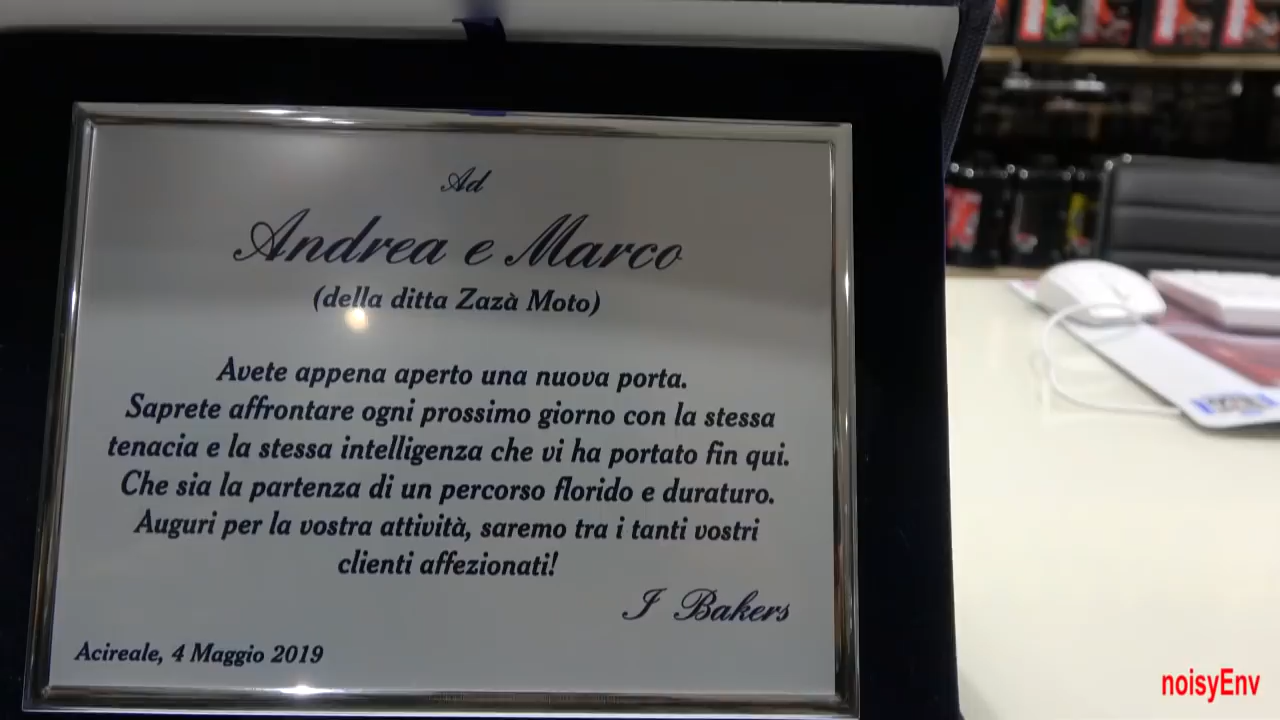 Ad
Andrea e Marco
(della ditta Zazà Moto)
Avete appena aperto una nuova porta.
Saprete affrontare ogni prossimo giorno con la stessa
tenacia e la stessa intelligenza che vi ha portato fin qui.
Che sia la partenza di un percorso florido e duraturo.
Auguri per la vostra attività, saremo tra i tanti vostri
clienti affezionati!
I Bakers
Acireale, 4 Maggio 2019
noisyEnv